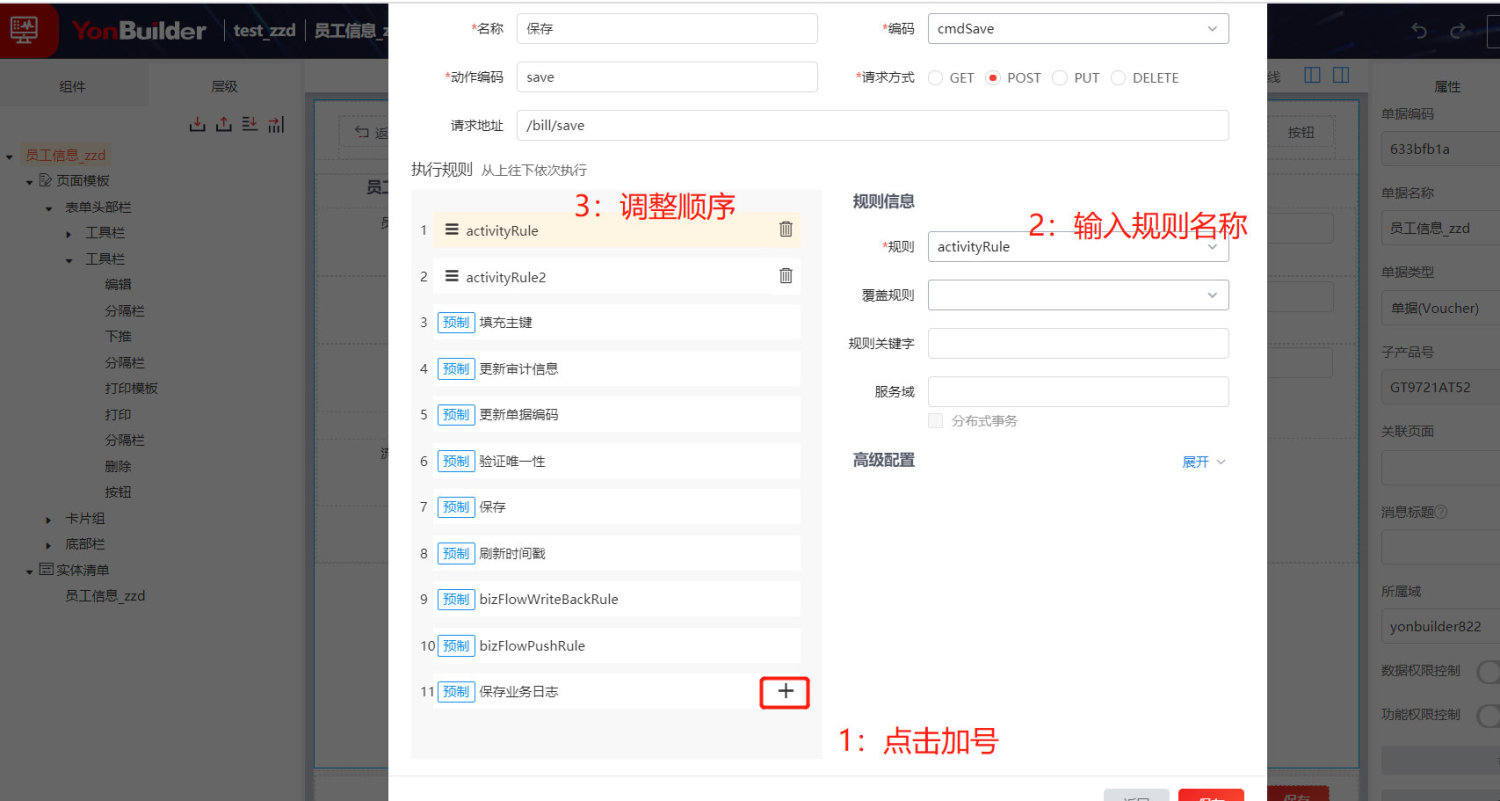 YonBuilder
test_zzd
员工信息_z
*名称
保存
*编码
cmdSave
*动作编码
save
*请求方式
GET
POST
PUT
DELETE
请求地址
/bill/save
执行规则 从上往下依次执行
3：调整顺序
1 activityRule
2 activityRule2
3 预制 填充主键
4 预制 更新审计信息
5 预制 更新单据编码
6 预制 验证唯一性
7 预制 保存
8 预制 刷新时间戳
9 预制 bizFlowWriteBackRule
10 预制 bizFlowPushRule
11 预制 保存业务日志
1：点击加号
规则信息
2：输入规则名称
*规则
activityRule
覆盖规则
规则关键字
服务域
分布式事务
高级配置
展开
返回
保存
组件
层级
员工信息_zzd
页面模板
表单头部栏
工具栏
工具栏
编辑
分隔栏
下推
分隔栏
打印模板
打印
分隔栏
删除
按钮
卡片组
底部栏
实体清单
员工信息_zzd
返
员工
线
按钮
保存
属性
单据编码
633bfb1a
单据名称
员工信息_zzd
单据类型
单据(Voucher)
子产品号
GT9721AT52
关联页面
消息标题
所属域
yonbuilder822
数据权限控制
功能权限控制